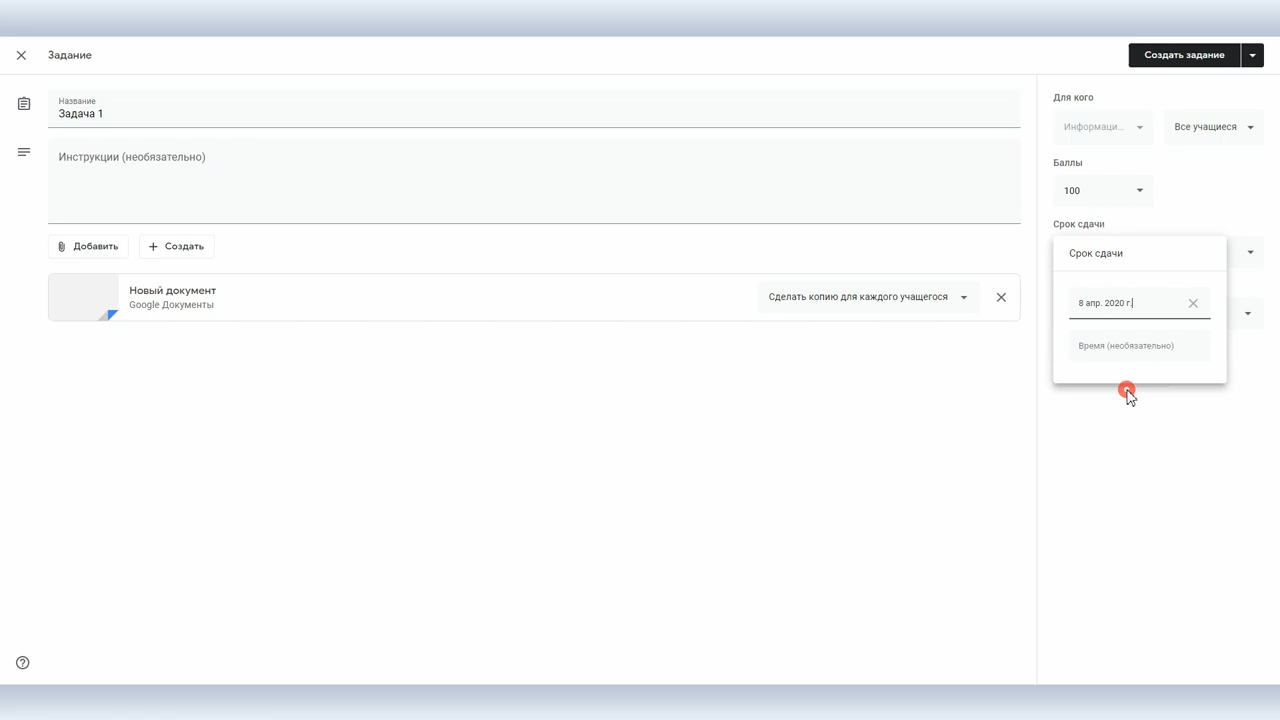 Задание
Создать задание
Название
Задача 1
Инструкции (необязательно)
Добавить
Создать
Новый документ
Google Документы
Сделать копию для каждого учащегося
Для кого
Информаци...
Все учащиеся
Баллы
100
Срок сдачи
Срок сдачи
8 апр. 2020 г.
Время (необязательно)